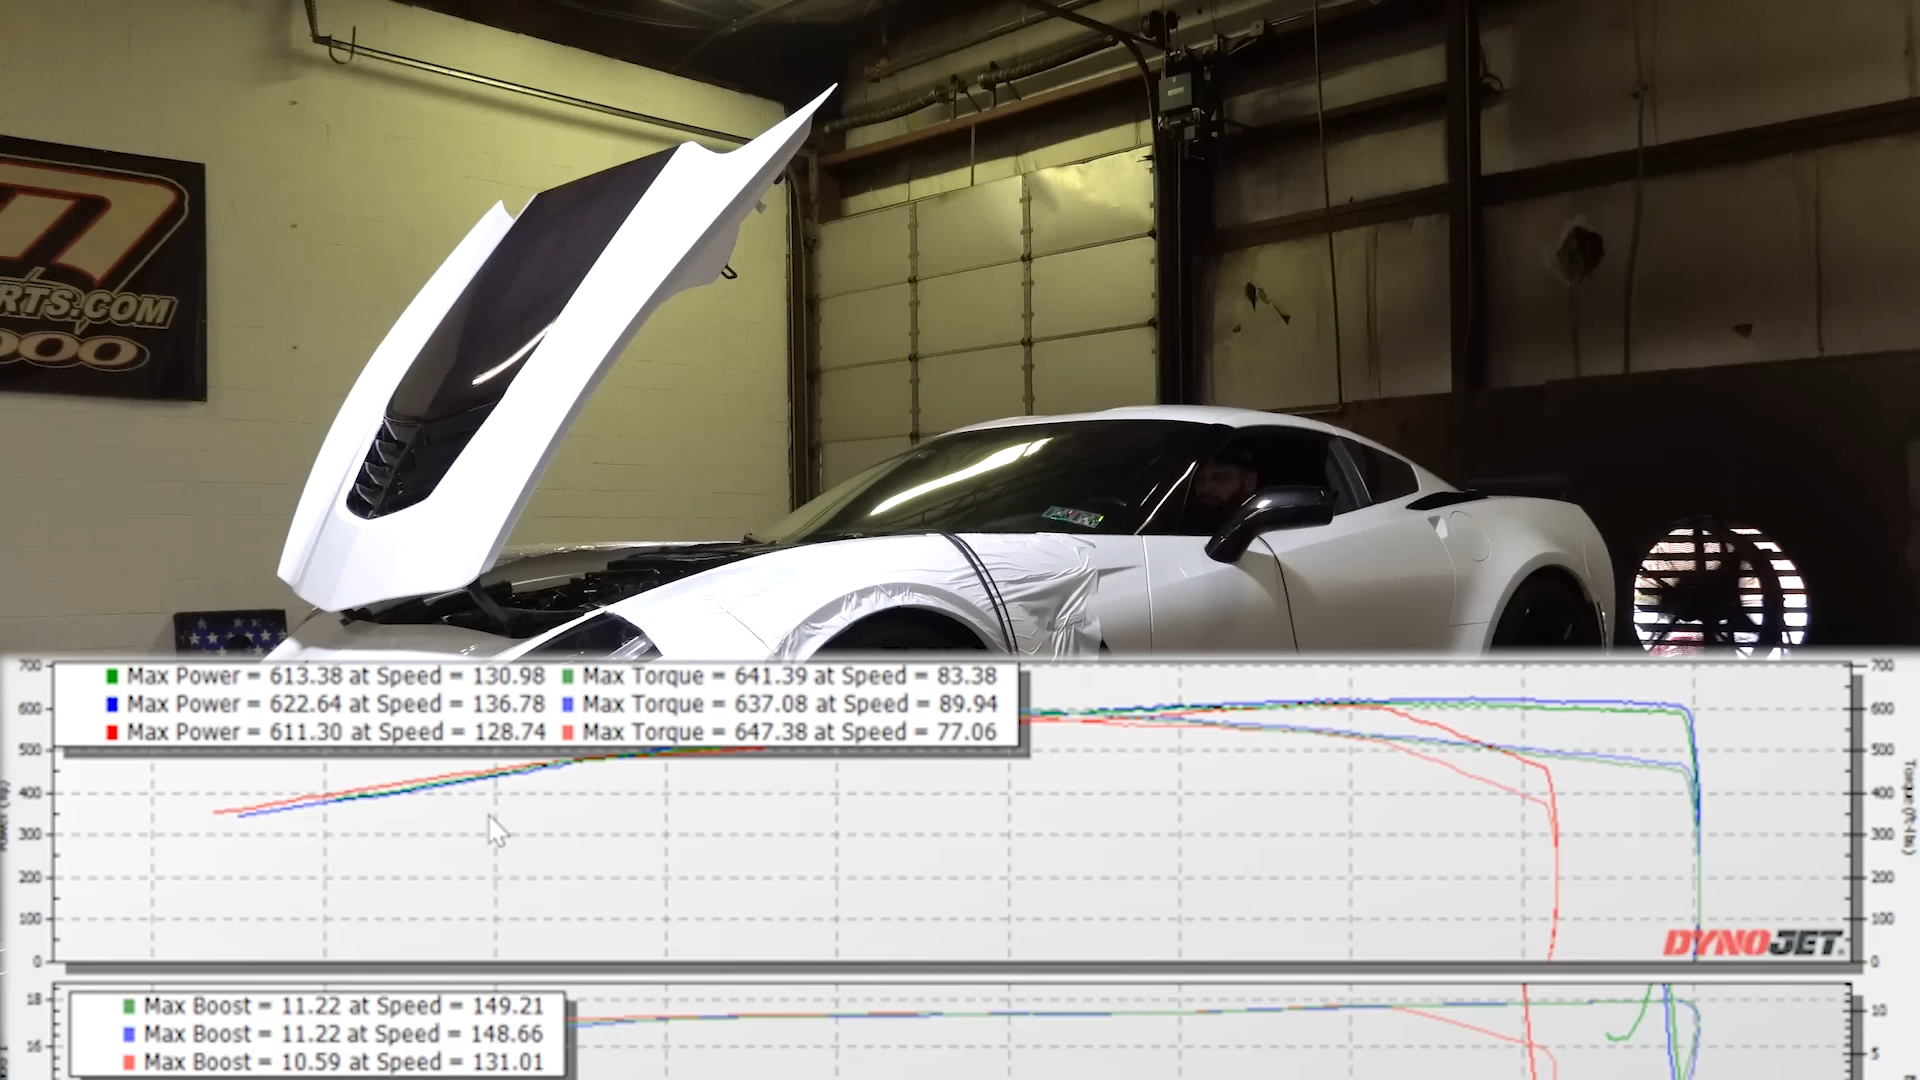 RTS.COM
000
700
600
500
400
300
200
100
0
Max Power = 613.38 at Speed = 130.98
Max Torque = 641.39 at Speed = 83.38
Max Power = 622.64 at Speed = 136.78
Max Torque = 637.08 at Speed = 89.94
Max Power = 611.30 at Speed = 128.74
Max Torque = 647.38 at Speed = 77.06
700
600
500
400
300
200
100
0
Torque (ft-lbs)
DYNOJET
18
16
Max Boost = 11.22 at Speed = 149.21
Max Boost = 11.22 at Speed = 148.66
Max Boost = 10.59 at Speed = 131.01
10
5